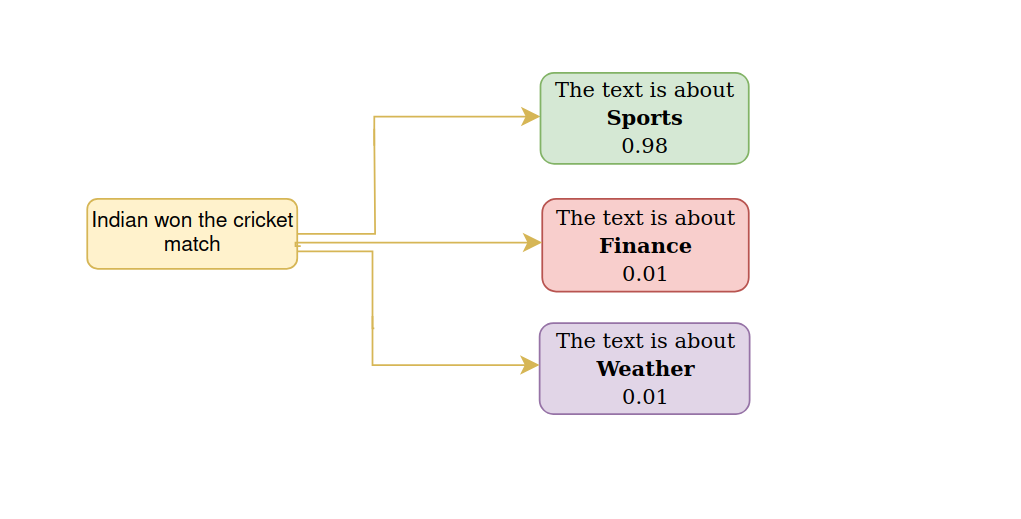 Indian won the cricket
match
The text is about
Sports
0.98
The text is about
Finance
0.01
The text is about
Weather
0.01